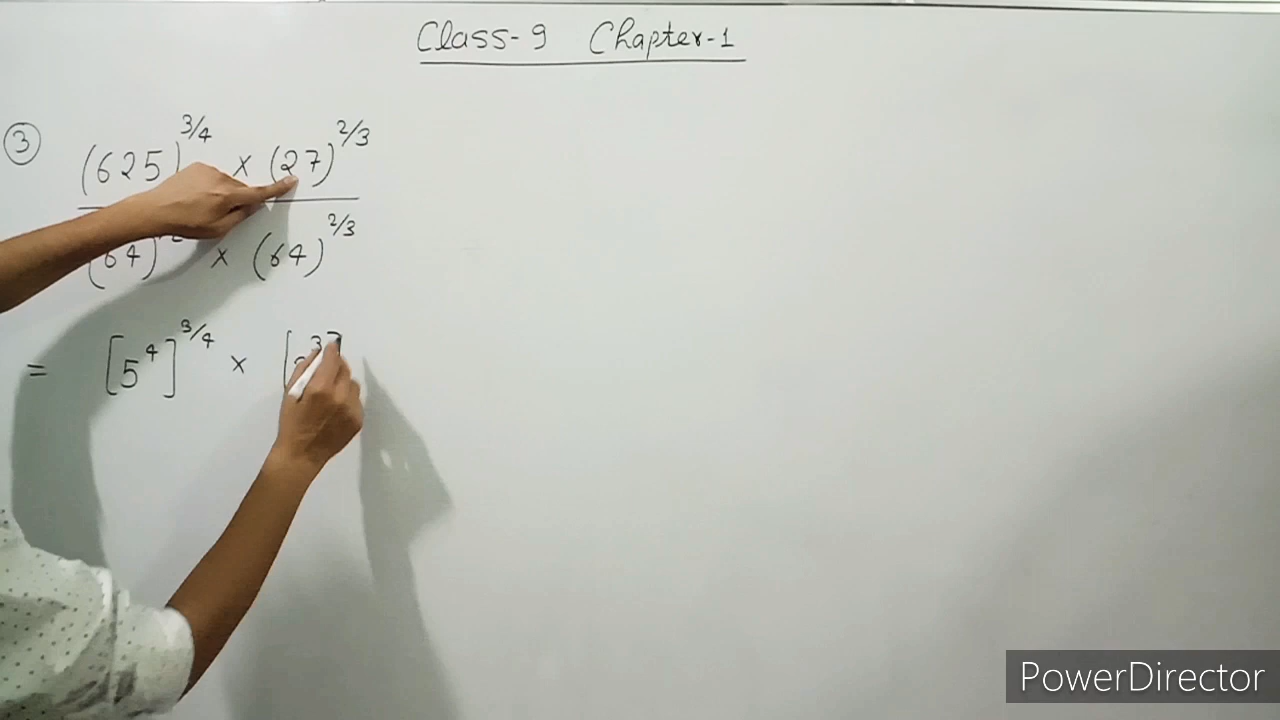 Class-9 Chapter-1
③ (625)^3/4 × (27)^2/3
(64) × (64)^2/3
= [5^4]^3/4 ×
PowerDirector